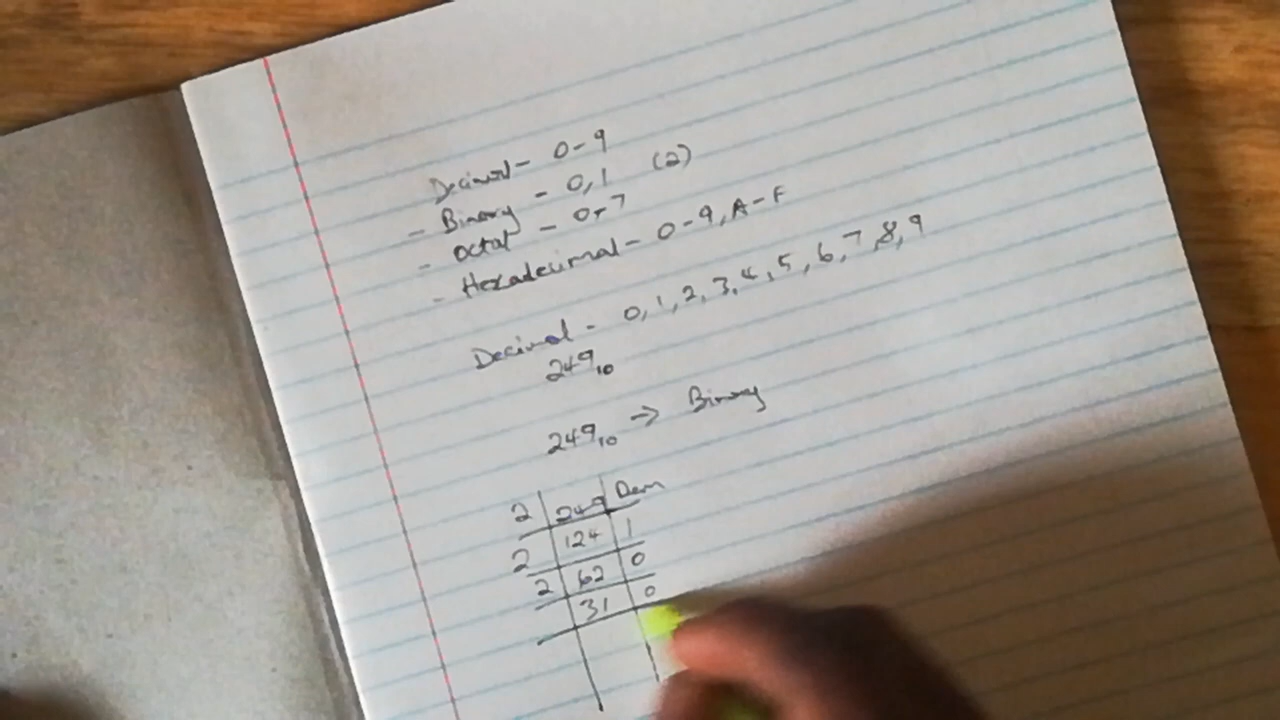 Decimal - 0-9
- Binary - 0,1 (2)
- octal - 0-7
- Hexadecimal - 0-9, A-F
Decimal - 0, 1, 2, 3, 4, 5, 6, 7, 8, 9
249₁₀
249₁₀ → Binary
2 249
2 124 1
2 62 0
31 0